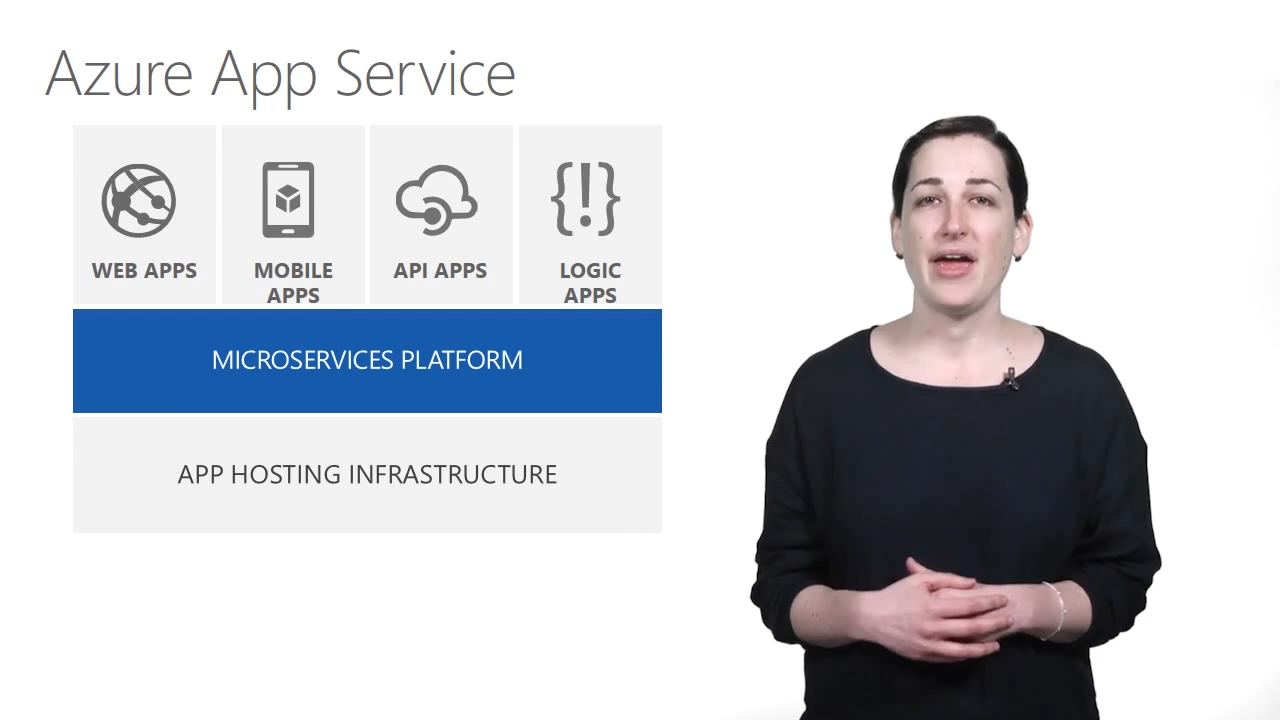 Azure App Service
WEB APPS
MOBILE
APPS
API APPS
LOGIC
APPS
MICROSERVICES PLATFORM
APP HOSTING INFRASTRUCTURE